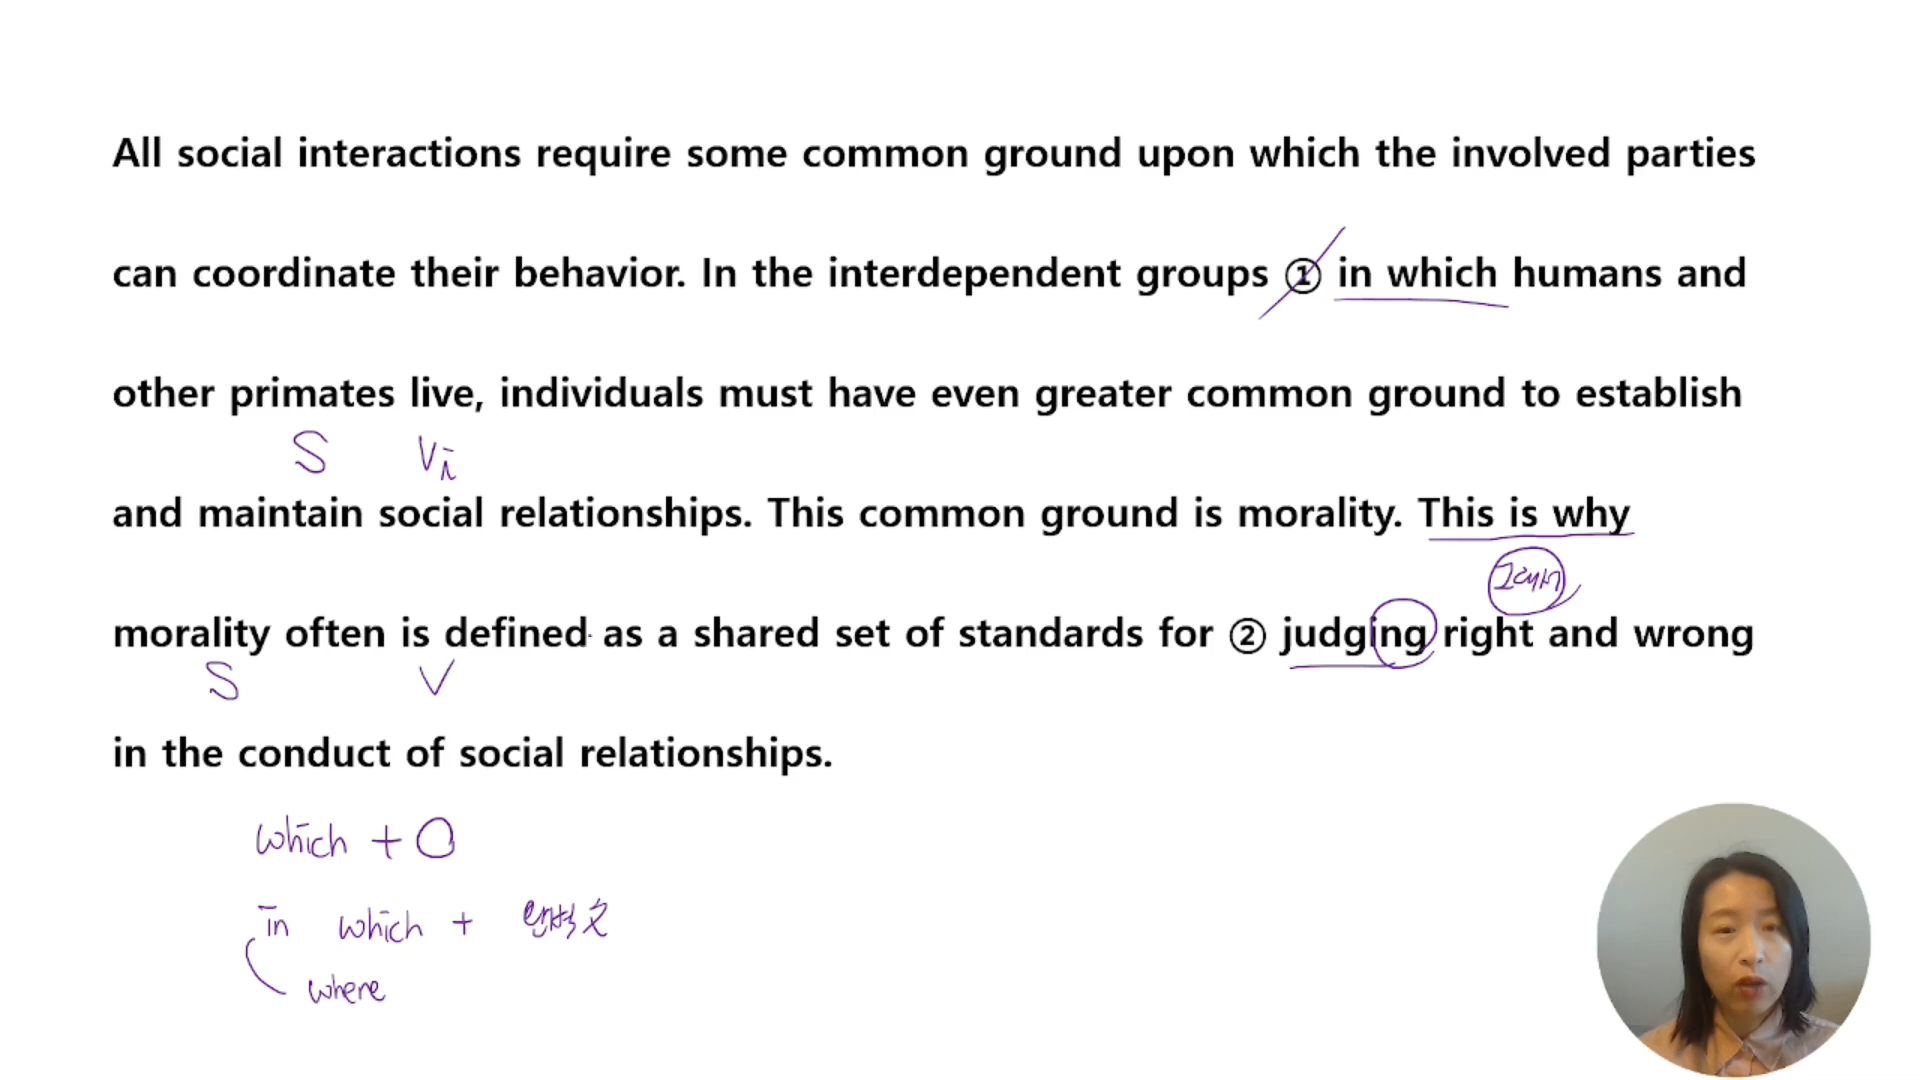 All social interactions require some common ground upon which the involved parties
can coordinate their behavior. In the interdependent groups ① in which humans and
other primates live, individuals must have even greater common ground to establish
S Vi
and maintain social relationships. This common ground is morality. This is why
그래서
morality often is defined as a shared set of standards for ② judging right and wrong
S V
in the conduct of social relationships.
which + O
in which + 완성文
where